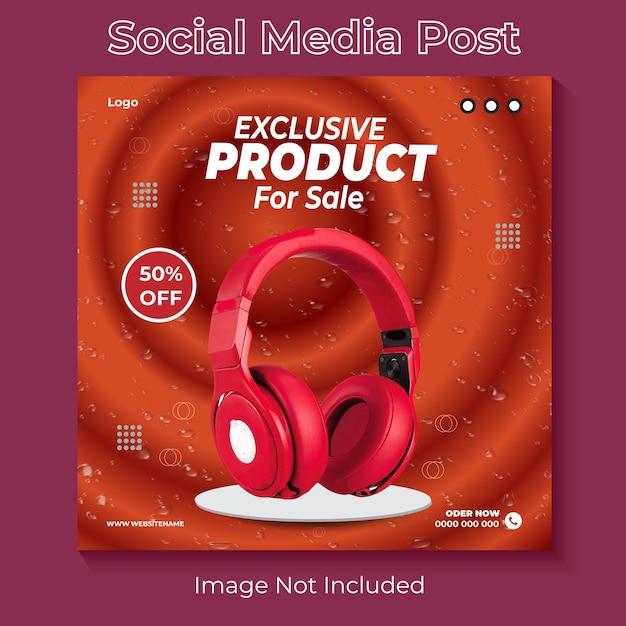 Social Media Post
Logo
EXCLUSIVE
PRODUCT
For Sale
50%
OFF
WWW.WEBSITENAME
ODER NOW
0000 000 000
Image Not Included